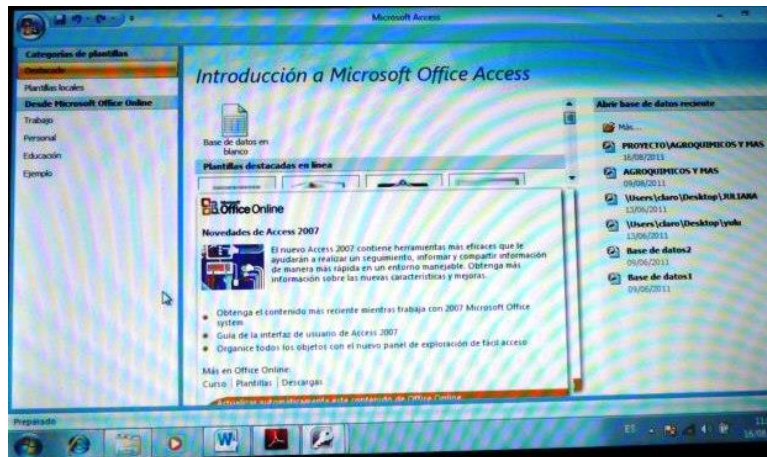 Microsoft Access
Categorías de plantillas
Destacado
Plantillas locales
Desde Microsoft Office Online
Trabajo
Personal
Educación
Ejemplo
Introducción a Microsoft Office Access
Base de datos en
blanco
Plantillas destacadas en línea
Office Online
Novedades de Access 2007
El nuevo Access 2007 contiene herramientas más eficaces que le
ayudarán a realizar un seguimiento, informar y compartir información
de manera más rápida en un entorno manejable. Obtenga más
información sobre las nuevas características y mejoras.
Obtenga el contenido más reciente mientras trabaja con 2007 Microsoft Office
system
Guía de la interfaz de usuario de Access 2007
Organice todos los objetos con el nuevo panel de exploración de fácil acceso
Más en Office Online:
Curso | Plantillas | Descargas
Actualizar automáticamente este contenido de Office Online
Abrir base de datos reciente
Más...
PROYECTO\AGROQUIMICOS Y MAS
16/08/2011
AGROQUIMICOS Y MAS
09/08/2011
\Users\claro\Desktop\JULIANA
13/06/2011
\Users\claro\Desktop\yulu
13/06/2011
Base de datos2
09/06/2011
Base de datos1
09/06/2011
Preparado
ES